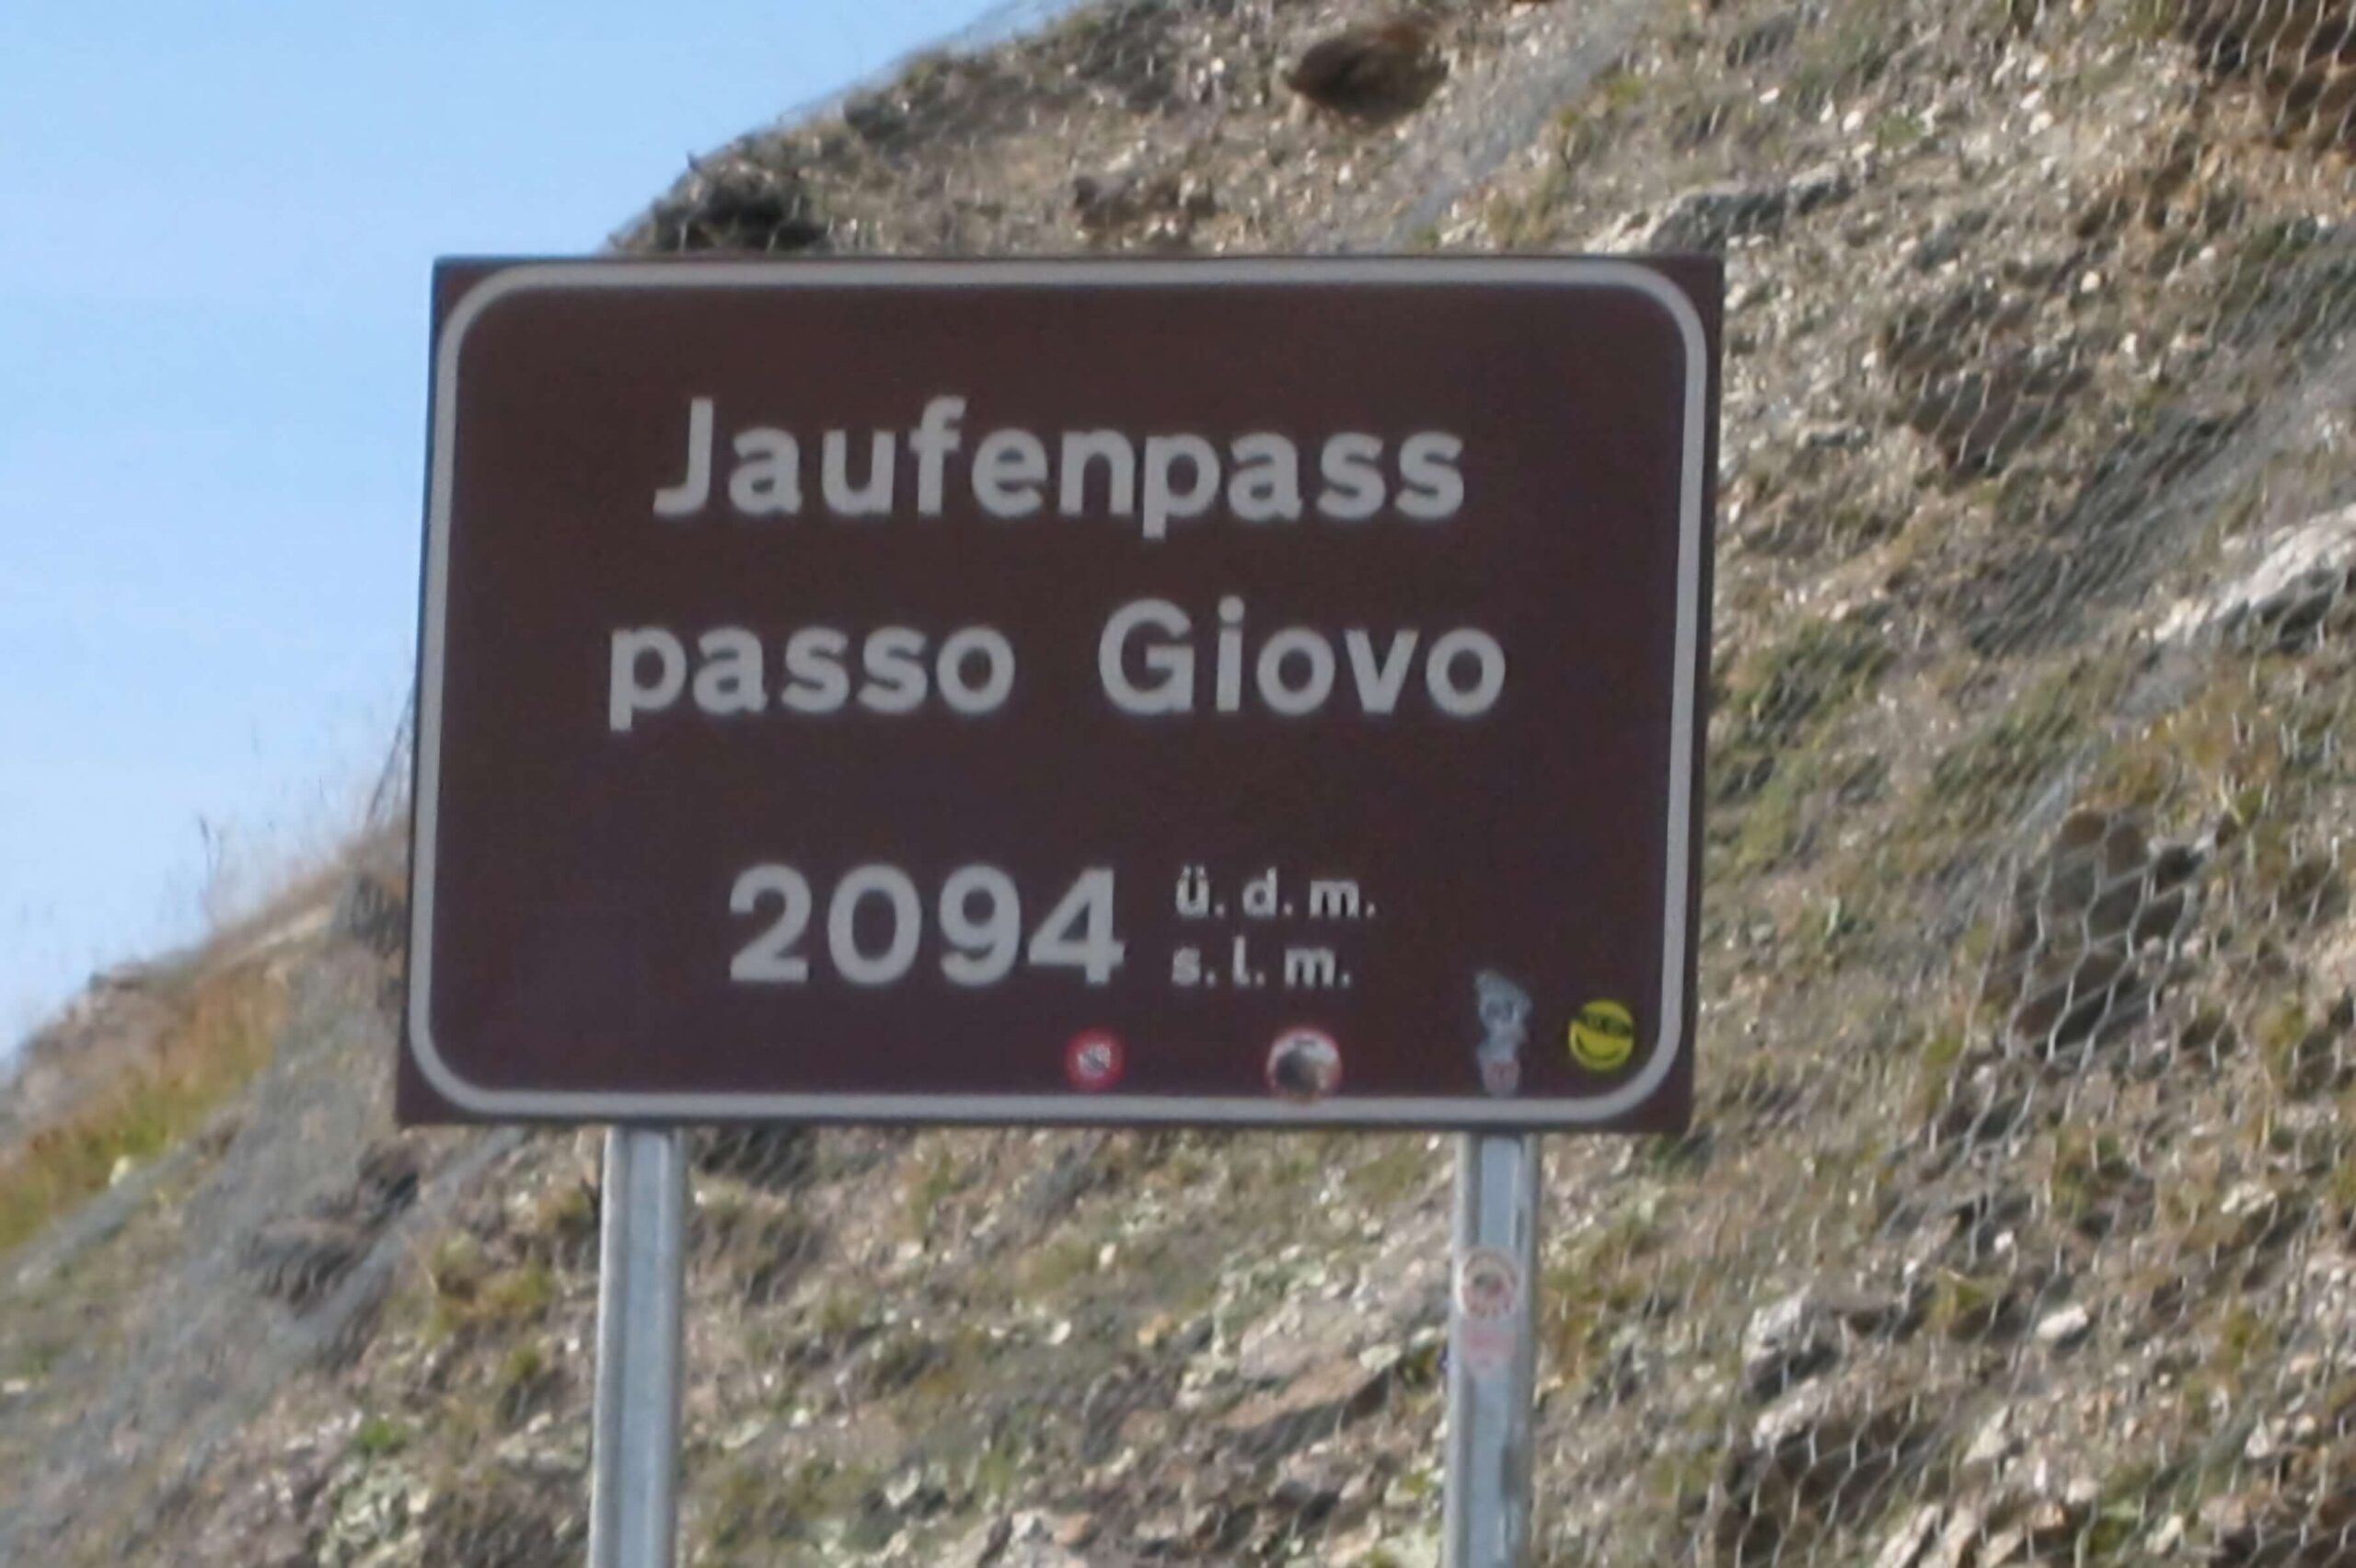 Jaufenpass
passo Giovo
2094 ü. d. m.
s. l. m.